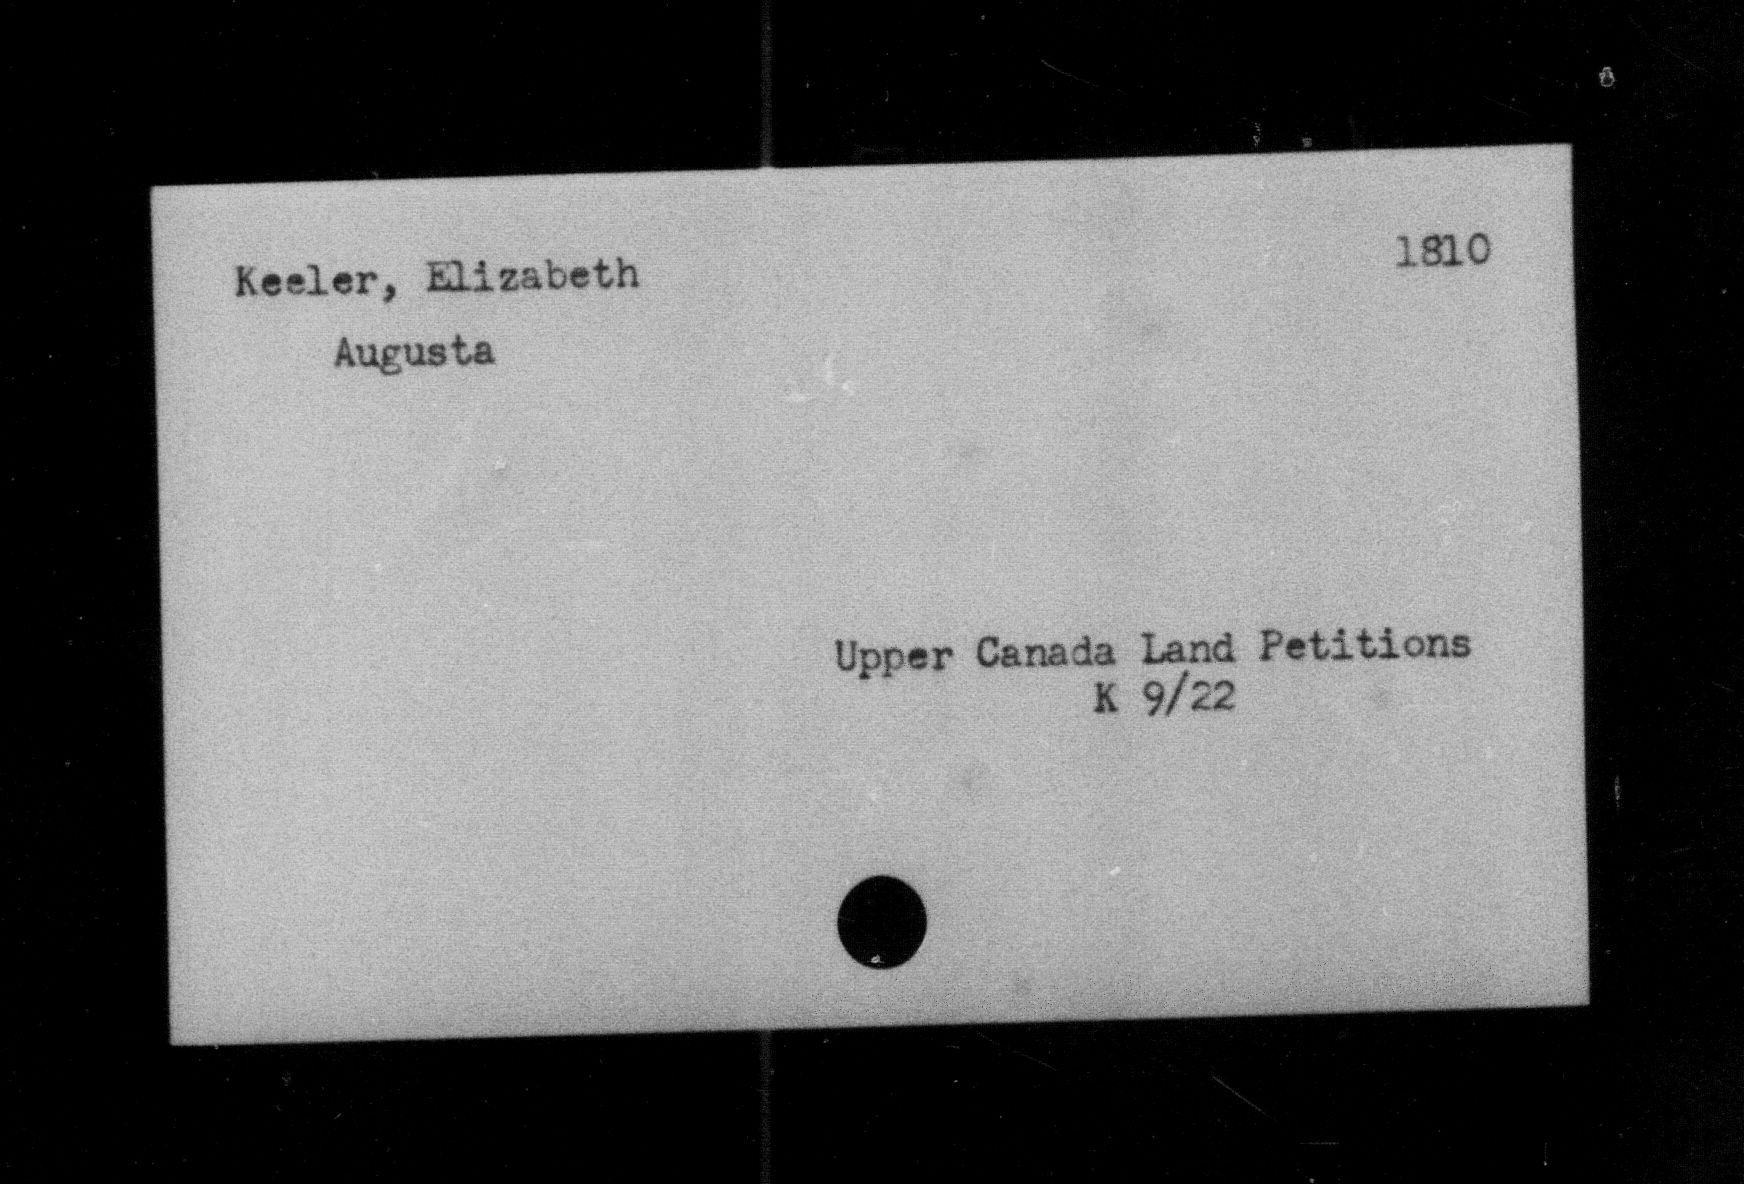 Keeler, Elizabeth
1810
Augusta
Upper Canada Land Petitions
K 9/22